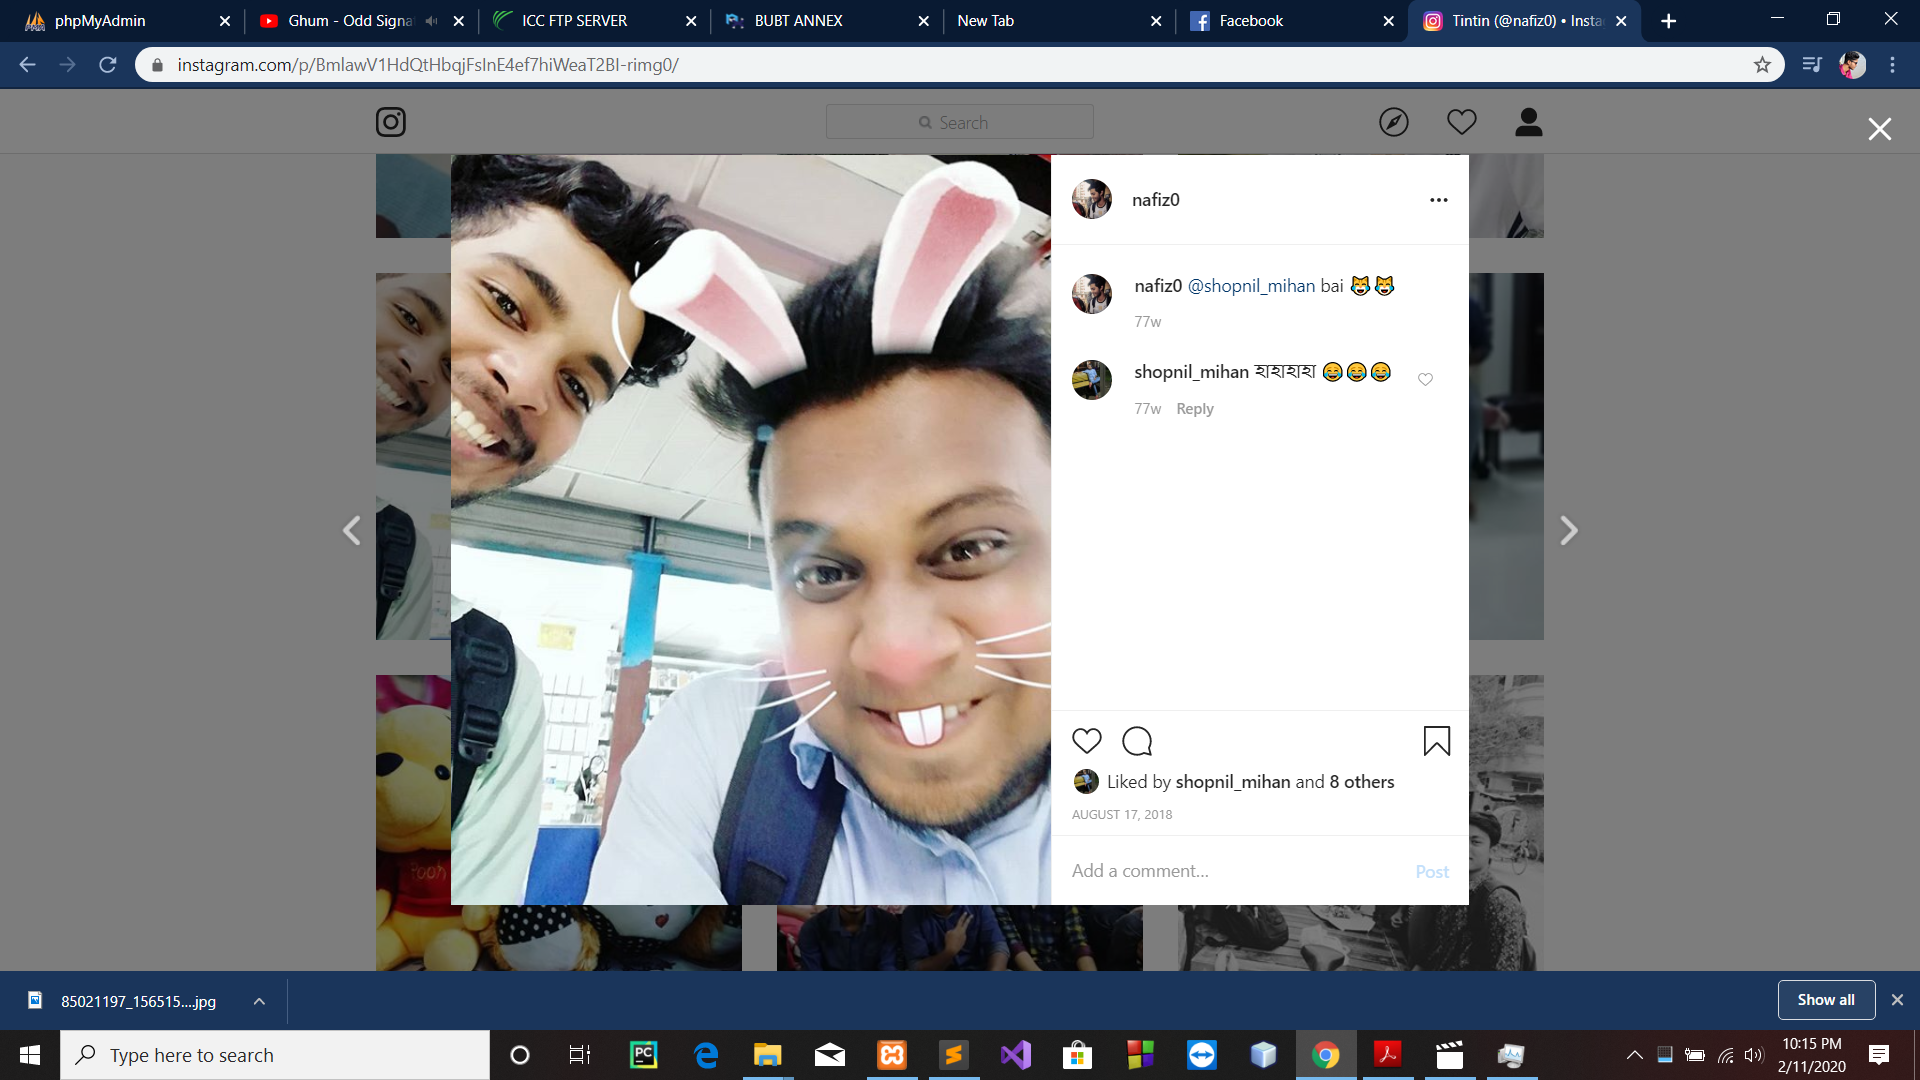 phpMyAdmin
Ghum - Odd Signa
ICC FTP SERVER
BUBT ANNEX
New Tab
Facebook
Tintin (@nafiz0) • Insta
instagram.com/p/BmlawV1HdQtHbqjFsInE4ef7hiWeaT2BI-rimg0/
Search
nafiz0
nafiz0 @shopnil_mihan bai 😹😹
77w
shopnil_mihan হাহাহাহা 😂😂😂
77w Reply
Liked by shopnil_mihan and 8 others
AUGUST 17, 2018
Add a comment...
Post
Pooh
85021197_156515....jpg
Show all
Type here to search
PC
10:15 PM
2/11/2020